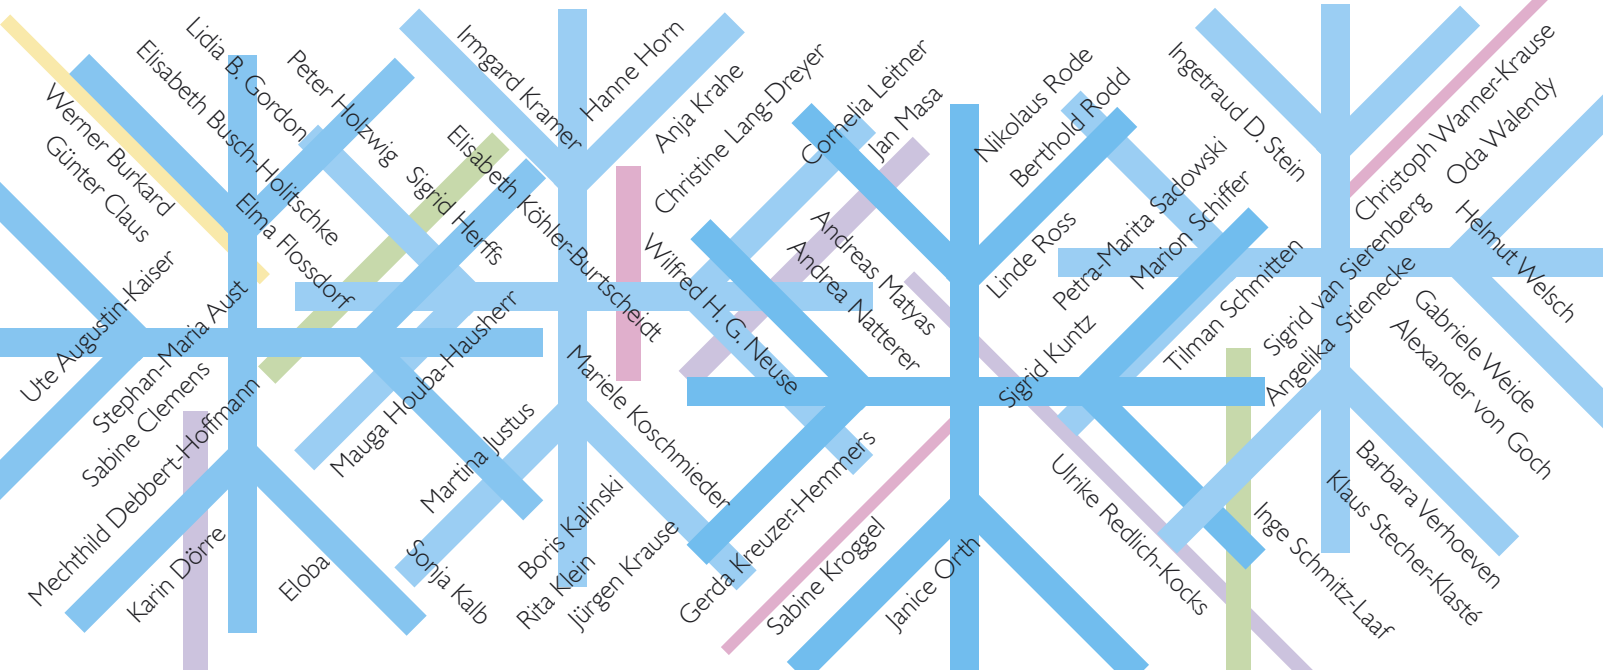 Werner Burkard
Günter Claus
Ute Augustin-Kaiser
Stephan-Maria Aust
Sabine Clemens
Mechthild Debbert-Hoffmann
Karin Dörre
Eloba
Elisabeth Busch-Holitschke
Lidia B. Gordon
Elma Flossdorf
Peter Holzwig
Sigrid Herffs
Mauga Houba-Hausherr
Martina Justus
Sonja Kalb
Boris Kalinski
Rita Klein
Jürgen Krause
Elisabeth Köhler-Burtscheidt
Mariele Koschmieder
Irmgard Kramer
Hanne Horn
Anja Krahe
Christine Lang-Dreyer
Cornelia Leitner
Jan Masa
Wilfred H. G. Neuse
Andreas Matyas
Andrea Natterer
Gerda Kreuzer-Hemmers
Sabine Kroggel
Janice Orth
Nikolaus Rode
Berthold Rodd
Linde Ross
Petra-Marita Sadowski
Marion Schiffer
Sigrid Kuntz
Tilman Schmitten
Ulrike Redlich-Kocks
Inge Schmitz-Laaf
Ingetraud D. Stein
Christoph Wanner-Krause
Oda Walendy
Sigrid van Sierenberg
Angelika Stienecke
Helmut Welsch
Gabriele Weide
Alexander von Goch
Barbara Verhoeven
Klaus Stecher-Klasté